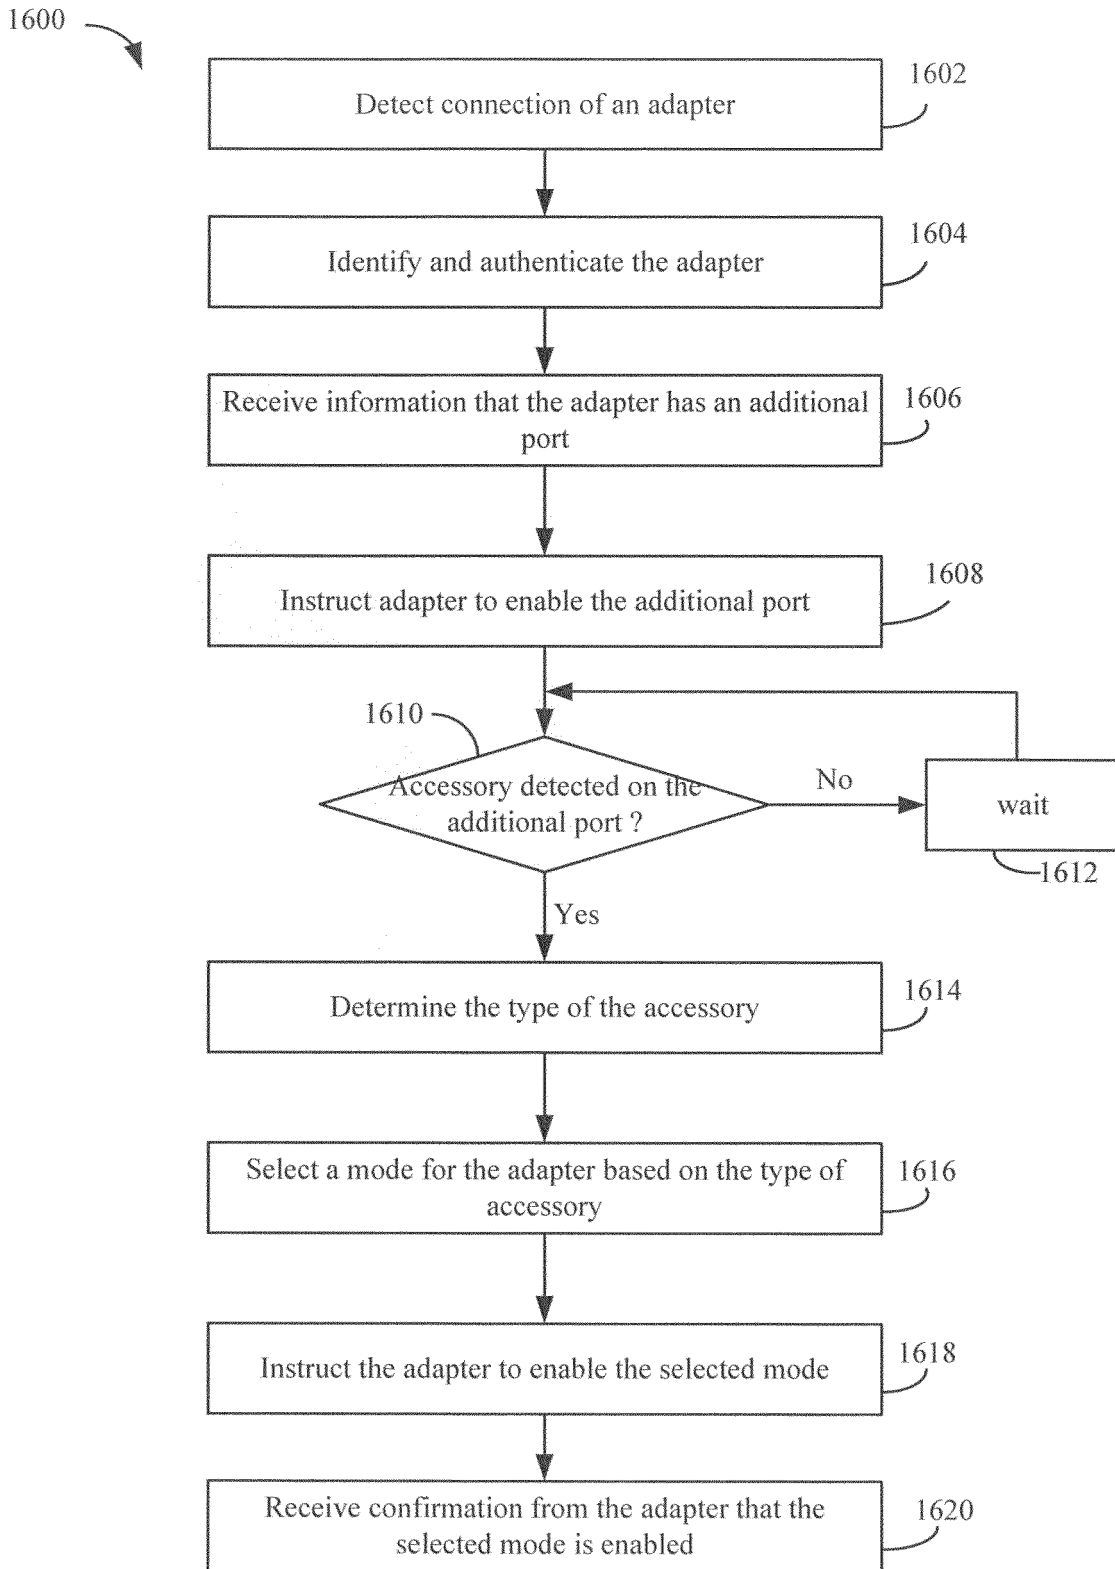 1600
Detect connection of an adapter
1602
Identify and authenticate the adapter
1604
Receive information that the adapter has an additional
port
1606
Instruct adapter to enable the additional port
1608
1610
Accessory detected on the
additional port ?
No
wait
1612
Yes
Determine the type of the accessory
1614
Select a mode for the adapter based on the type of
accessory
1616
Instruct the adapter to enable the selected mode
1618
Receive confirmation from the adapter that the
selected mode is enabled
1620